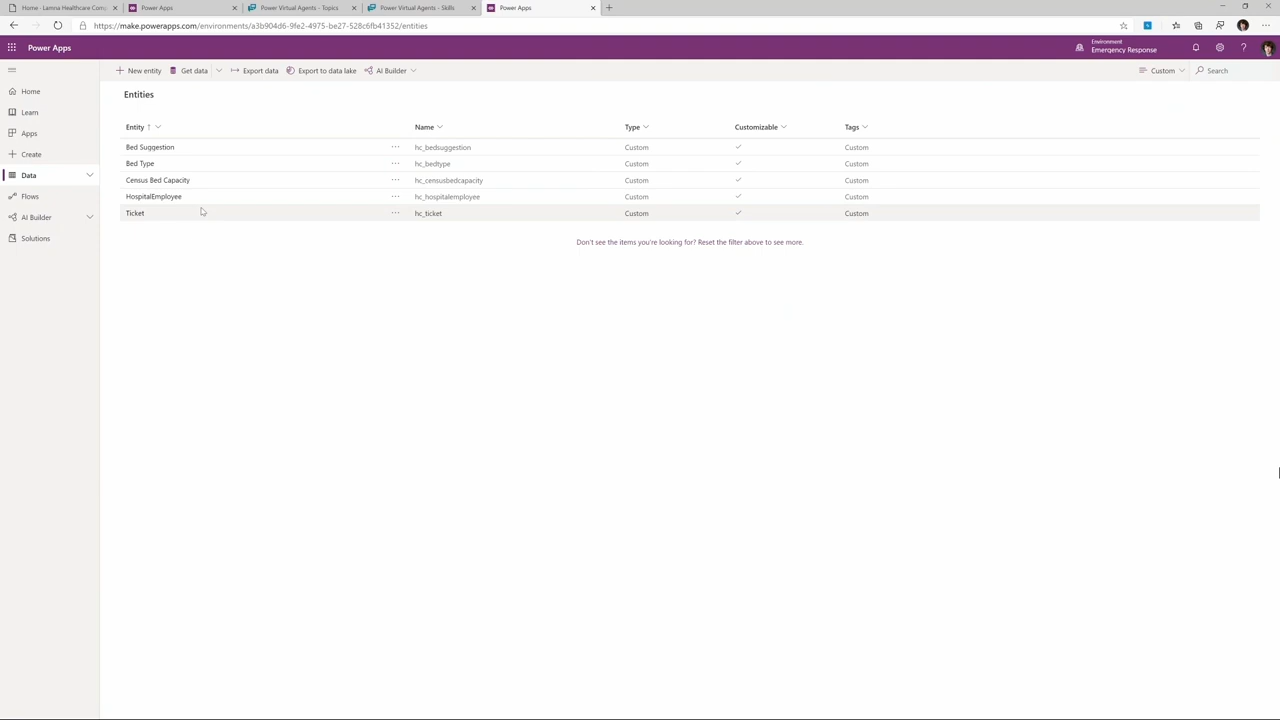 Home - Lamna Healthcare Com
Power Apps
Power Virtual Agents - Topics
Power Virtual Agents - Skills
Power Apps
https://make.powerapps.com/environments/a3b904d6-9fe2-4975-be27-528c6fb41352/entities
Power Apps
Environment
Emergency Response
New entity
Get data
Export data
Export to data lake
AI Builder
Custom
Search
Home
Learn
Apps
Create
Data
Flows
AI Builder
Solutions
Entities
Entity Name Type Customizable Tags
Bed Suggestion hc_bedsuggestion Custom Custom
Bed Type hc_bedtype Custom Custom
Census Bed Capacity hc_censusbedcapacity Custom Custom
HospitalEmployee hc_hospitalemployee Custom Custom
Ticket hc_ticket Custom Custom
Don't see the items you're looking for? Reset the filter above to see more.